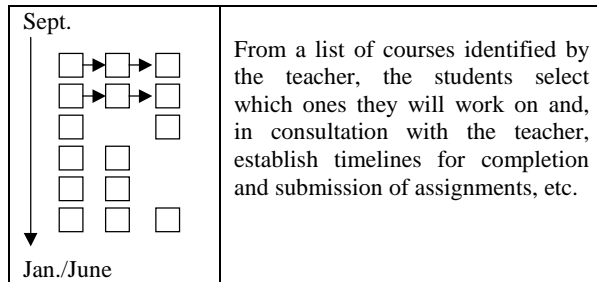 Sept.
Jan./June
From a list of courses identified by
the teacher, the students select
which ones they will work on and,
in consultation with the teacher,
establish timelines for completion
and submission of assignments, etc.